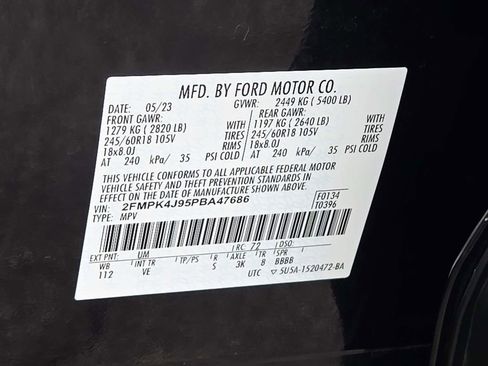 MFD. BY FORD MOTOR CO.
DATE: 05/23 GVWR: 2449 KG ( 5400 LB)
FRONT GAWR: REAR GAWR:
1279 KG ( 2820 LB) WITH 1197 KG ( 2640 LB) WITH
245/60R18 105V TIRES 245/60R18 105V TIRES
18x8.0J RIMS 18x8.0J RIMS
AT 240 kPa/ 35 PSI COLD AT 240 kPa/ 35 PSI COLD
THIS VEHICLE CONFORMS TO ALL APPLICABLE FEDERAL MOTOR
VEHICLE SAFETY AND THEFT PREVENTION STANDARDS IN
EFFECT ON THE DATE OF MANUFACTURE SHOWN ABOVE.
VIN: 2FMPK4J95PBA47686 F0134
TYPE: MPV T0396
EXT PNT: UM RC: 72 DSO:
WB INT TR TP/PS R AXLE TR SPR
112 VE S 3K 8 BBBB
UTC ▽ 5U5A-1520472-BA